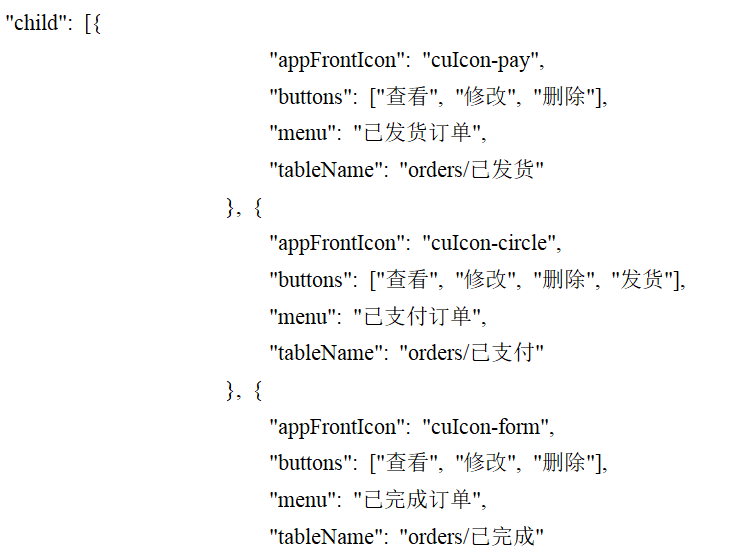 "child": [{
"appFrontIcon": "cuIcon-pay",
"buttons": ["查看", "修改", "删除"],
"menu": "已发货订单",
"tableName": "orders/已发货"
}, {
"appFrontIcon": "cuIcon-circle",
"buttons": ["查看", "修改", "删除", "发货"],
"menu": "已支付订单",
"tableName": "orders/已支付"
}, {
"appFrontIcon": "cuIcon-form",
"buttons": ["查看", "修改", "删除"],
"menu": "已完成订单",
"tableName": "orders/已完成"